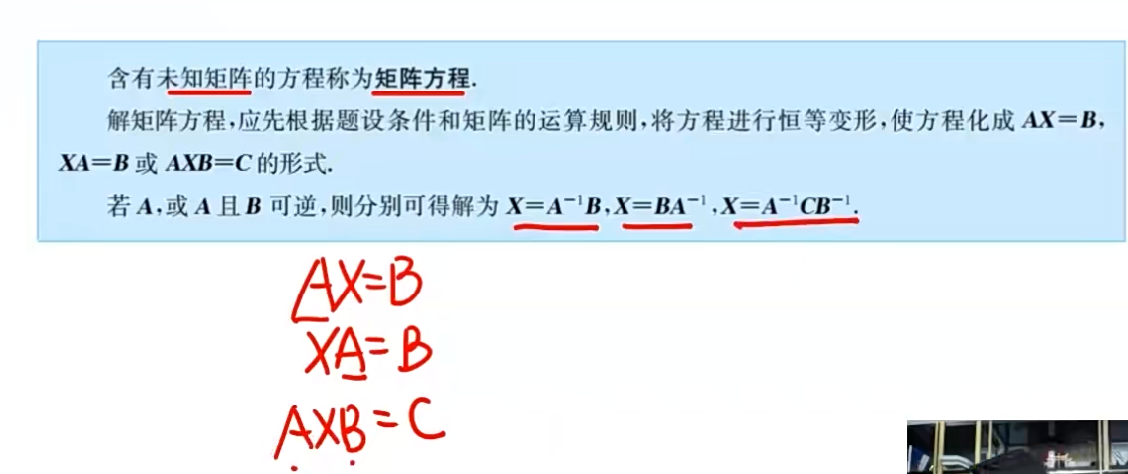 含有未知矩阵的方程称为矩阵方程.
解矩阵方程,应先根据题设条件和矩阵的运算规则,将方程进行恒等变形,使方程化成 AX=B,
XA=B 或 AXB=C 的形式.
若 A,或 A 且 B 可逆,则分别可得解为 X=A⁻¹B,X=BA⁻¹,X=A⁻¹CB⁻¹.
AX=B
XA=B
AXB=C